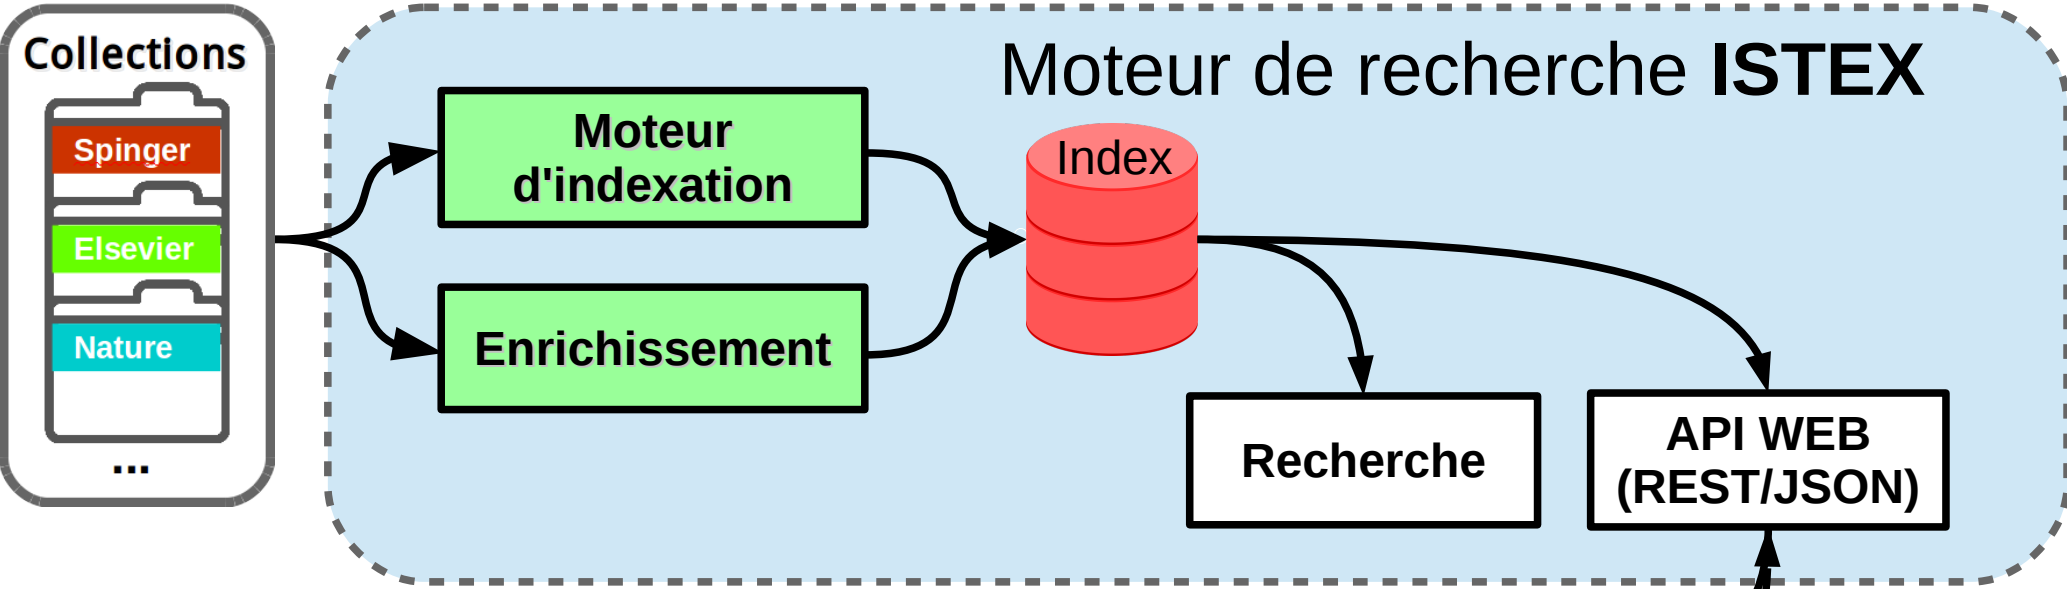 Collections
Spinger
Elsevier
Nature
...
Moteur de recherche ISTEX
Moteur
d'indexation
Enrichissement
Index
Recherche
API WEB
(REST/JSON)